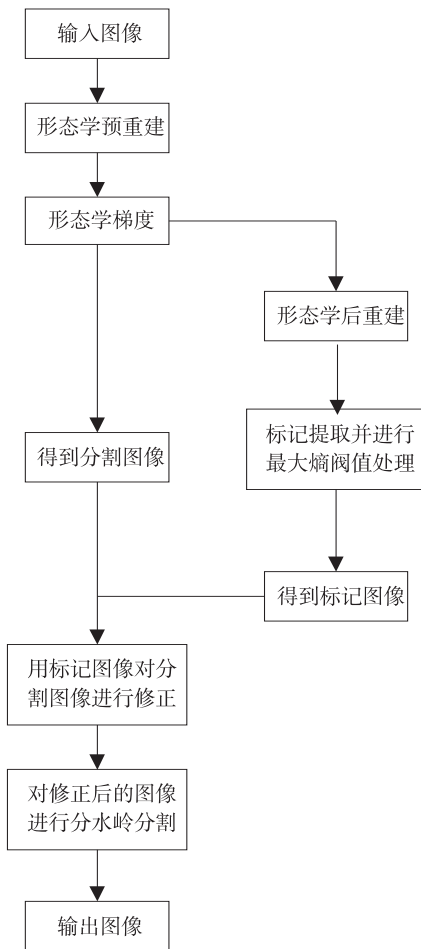 输入图像
形态学预重建
形态学梯度
形态学后重建
标记提取并进行
最大熵阀值处理
得到分割图像
得到标记图像
用标记图像对分
割图像进行修正
对修正后的图像
进行分水岭分割
输出图像